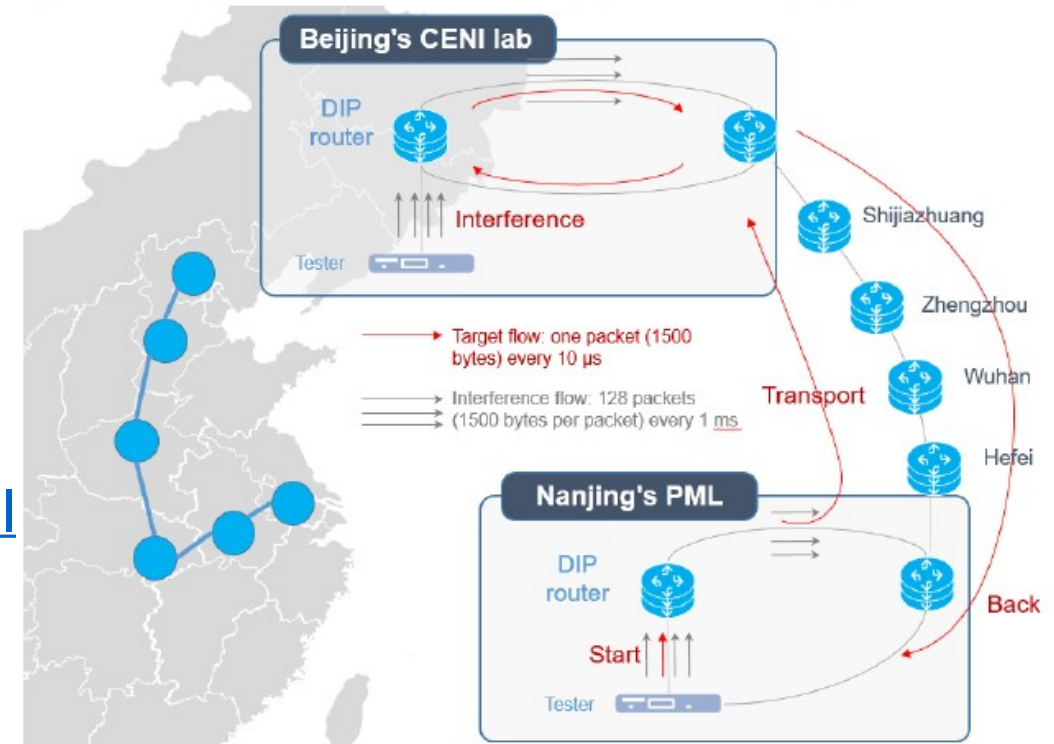 Beijing's CENI lab
DIP
router
Interference
Tester
Shijiazhuang
Zhengzhou
Wuhan
Hefei
Target flow: one packet (1500
bytes) every 10 µs
Interference flow: 128 packets
(1500 bytes per packet) every 1 ms
Transport
Nanjing's PML
DIP
router
Start
Tester
Back